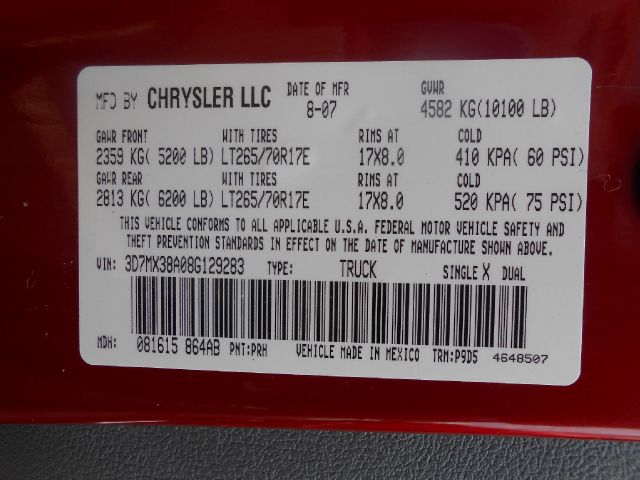 MFD BY CHRYSLER LLC DATE OF MFR 8-07 GVWR 4582 KG(10100 LB)
GAWR FRONT WITH TIRES RIMS AT COLD
2359 KG( 5200 LB) LT265/70R17E 17X8.0 410 KPA( 60 PSI)
GAWR REAR WITH TIRES RIMS AT COLD
2813 KG( 6200 LB) LT265/70R17E 17X8.0 520 KPA( 75 PSI)
THIS VEHICLE CONFORMS TO ALL APPLICABLE U.S.A. FEDERAL MOTOR VEHICLE SAFETY AND
THEFT PREVENTION STANDARDS IN EFFECT ON THE DATE OF MANUFACTURE SHOWN ABOVE.
VIN: 3D7MX38A08G129283 TYPE: TRUCK SINGLE X DUAL
MDH: 081615 864AB PNT:PRH VEHICLE MADE IN MEXICO TRM:P9D5 4648507